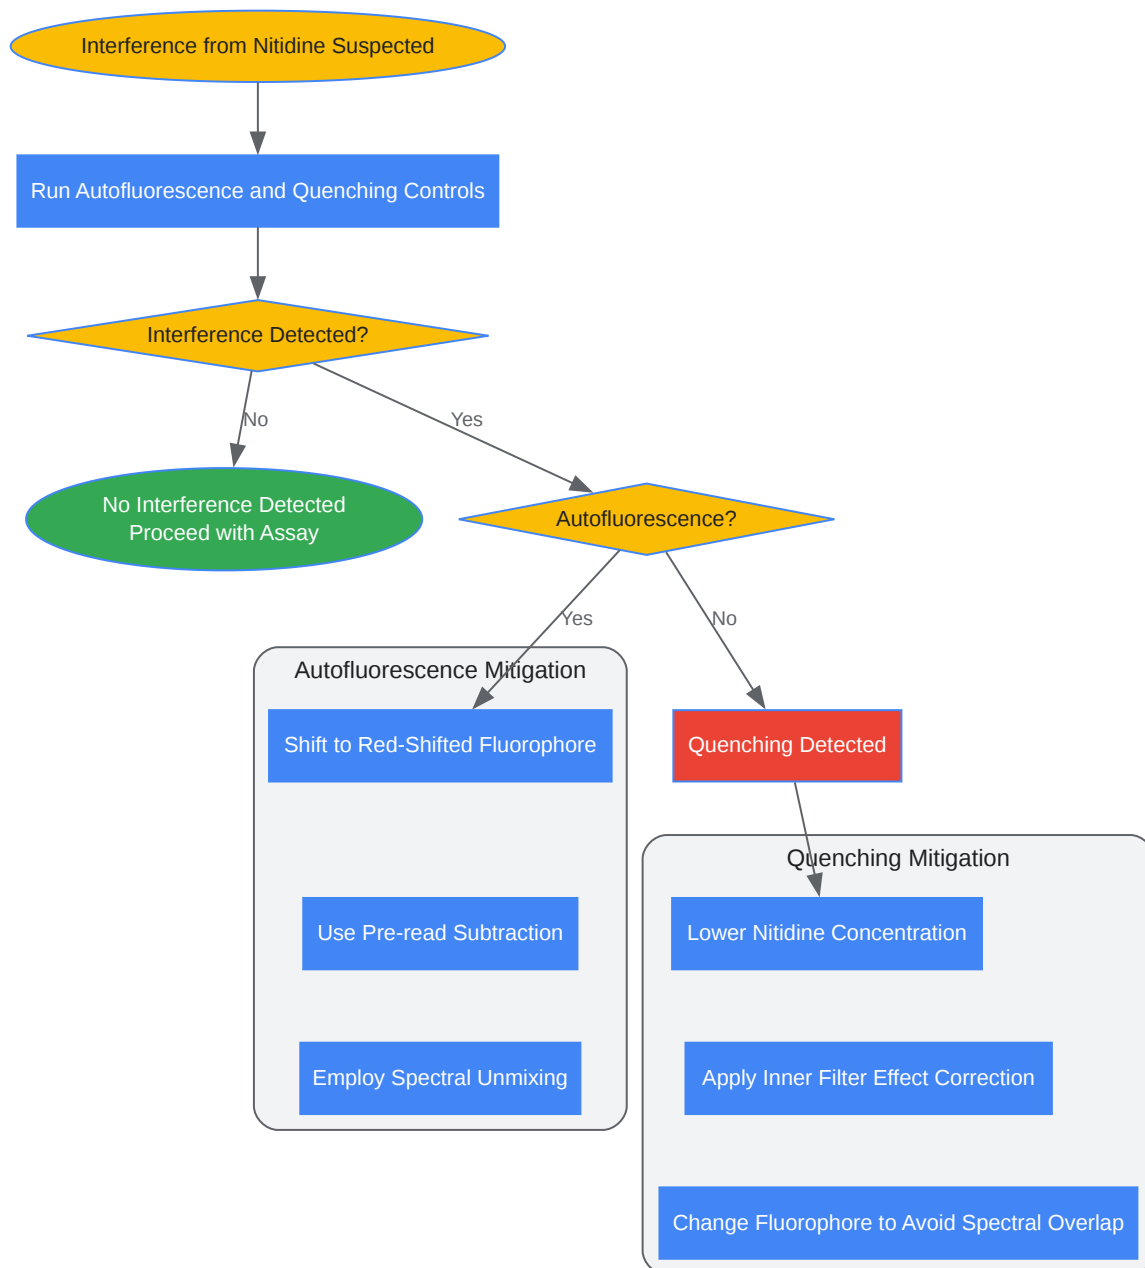 Interference from Nitidine Suspected
Run Autofluorescence and Quenching Controls
Interference Detected?
No
Yes
No Interference Detected
Proceed with Assay
Autofluorescence?
Yes
No
Autofluorescence Mitigation
Shift to Red-Shifted Fluorophore
Quenching Detected
Quenching Mitigation
Use Pre-read Subtraction
Lower Nitidine Concentration
Employ Spectral Unmixing
Apply Inner Filter Effect Correction
Change Fluorophore to Avoid Spectral Overlap